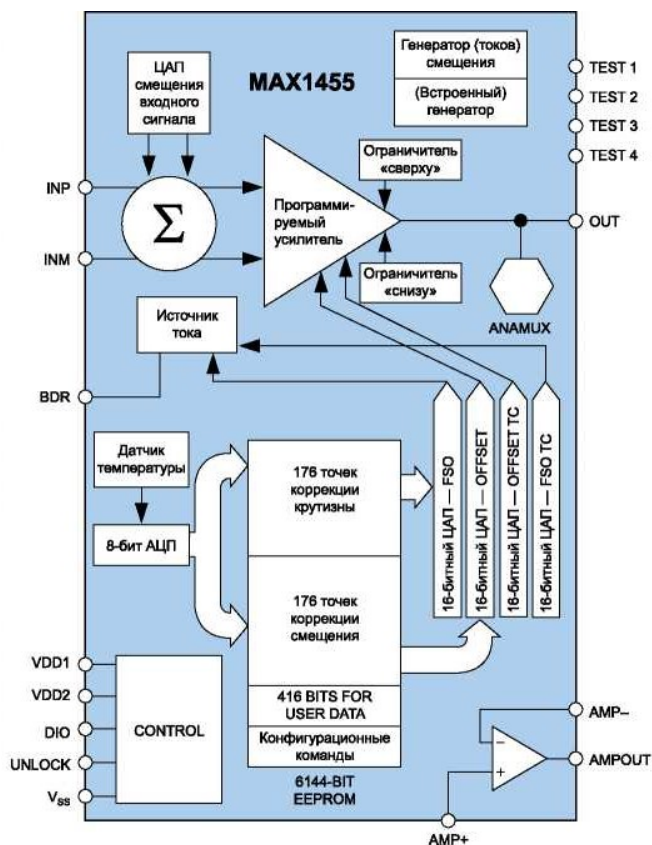 ЦАП
смещения
входного
сигнала
MAX1455
Генератор (токов)
смещения
(Встроенный)
генератор
TEST 1
TEST 2
TEST 3
TEST 4
INP
INM
Σ
Программи-
руемый
усилитель
Ограничитель
«сверху»
Ограничитель
«снизу»
OUT
ANAMUX
Источник
тока
BDR
Датчик
температуры
8-бит АЦП
176 точек
коррекции
крутизны
176 точек
коррекции
смещения
416 BITS FOR
USER DATA
Конфигурационные
команды
6144-BIT
EEPROM
16-битный ЦАП — FSO
16-битный ЦАП — OFFSET
16-битный ЦАП — OFFSET TC
16-битный ЦАП — FSO TC
VDD1
VDD2
DIO
UNLOCK
VSS
CONTROL
AMP–
–
+
AMPOUT
AMP+